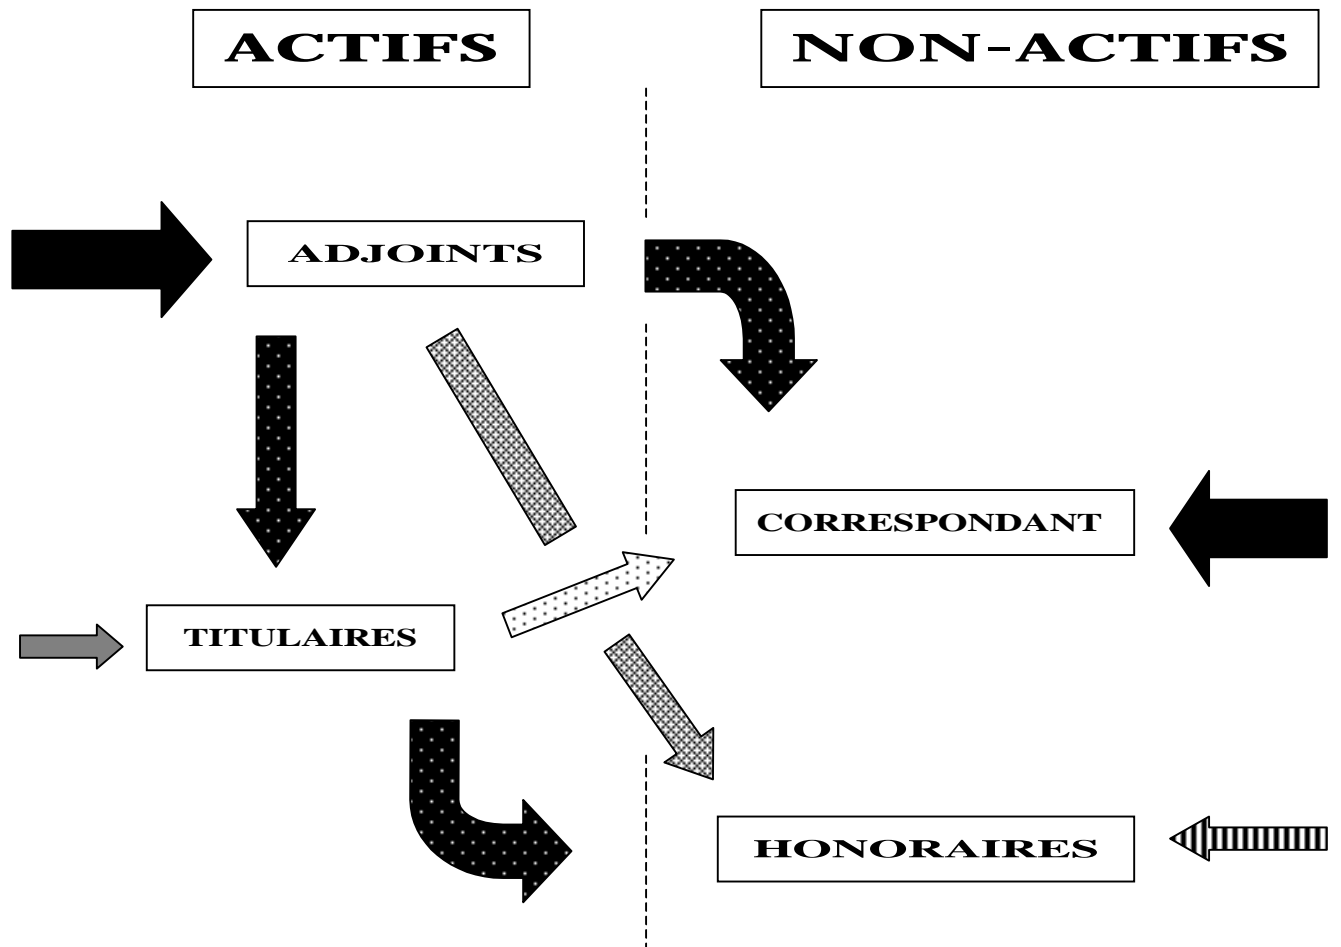 ACTIFS
NON-ACTIFS
ADJOINTS
CORRESPONDANT
TITULAIRES
HONORAIRES